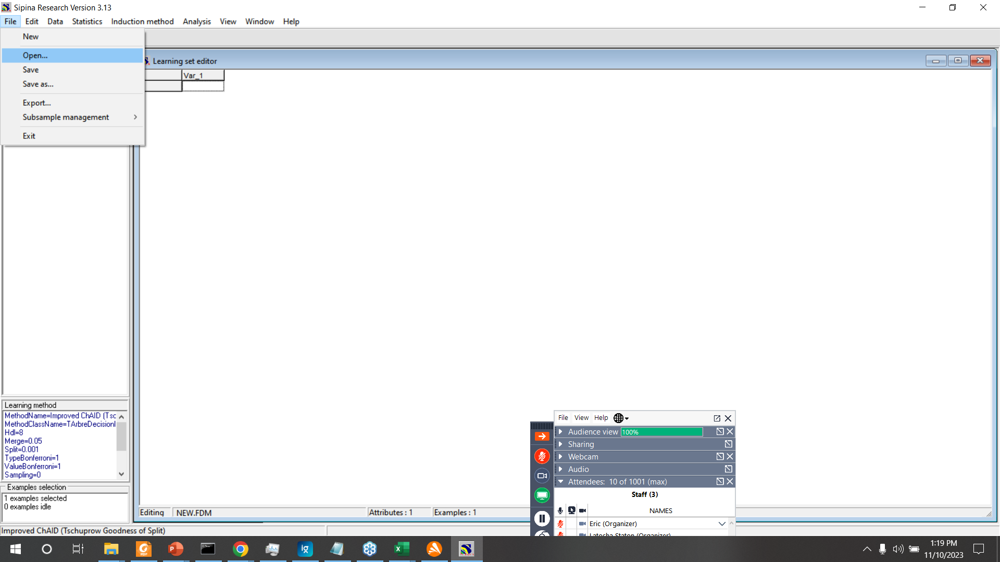 Sipina Research Version 3.13
File Edit Data Statistics Induction method Analysis View Window Help
New
Open...
Save
Save as...
Export...
Subsample management
Exit
Learning set editor
Var_1
Learning method
MethodName=Improved ChAID (Tsc
MethodClassName=TArbreDecisionI
Hdl=8
Merge=0.05
Split=0.001
TypeBonferroni=1
ValueBonferroni=1
Sampling=0
Examples selection
1 examples selected
0 examples idle
Editing NEW.FDM Attributes : 1 Examples : 1
Improved ChAID (Tschuprow Goodness of Split)
File View Help
Audience view 100%
Sharing
Webcam
Audio
Attendees: 10 of 1001 (max)
Staff (3)
NAMES
Eric (Organizer)
Latosha Staton (Organizer)
1:19 PM
11/10/2023